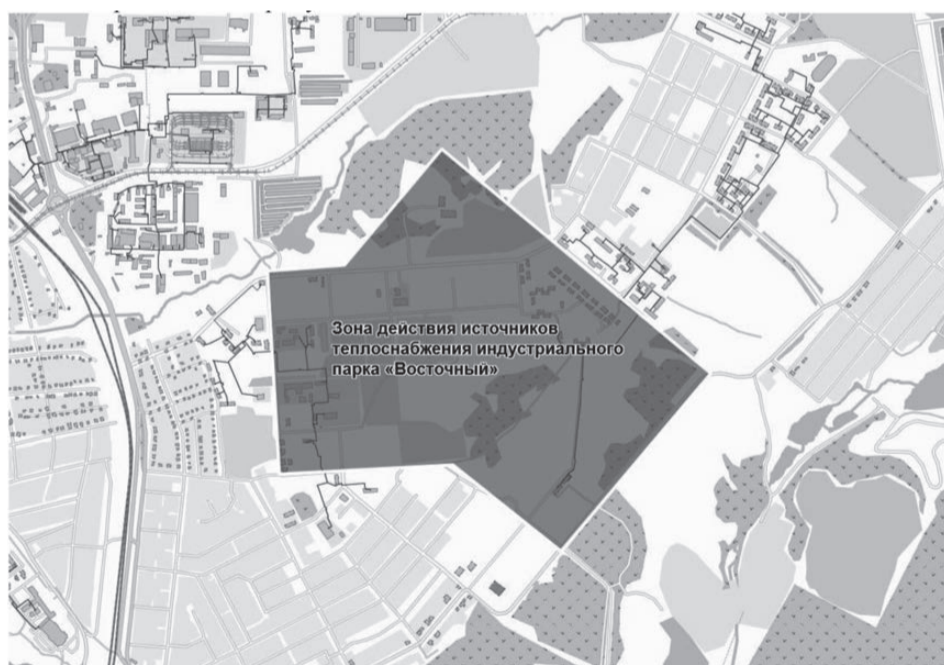 Зона действия источников
теплоснабжения индустриального
парка «Восточный»